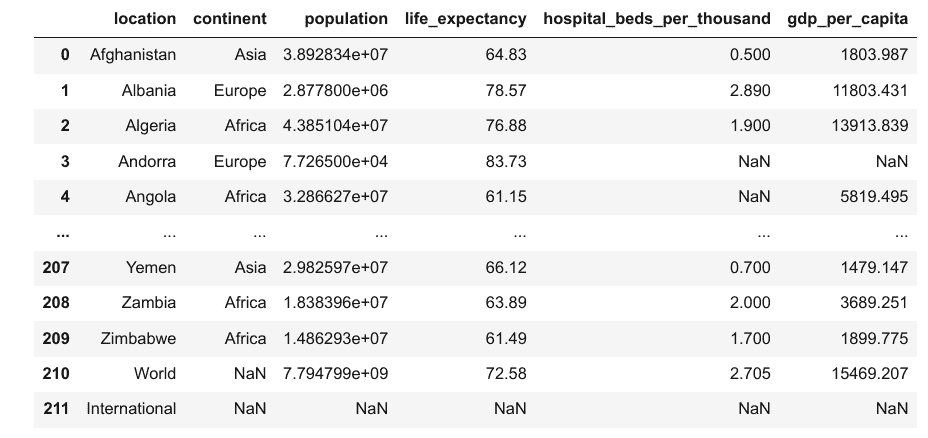 location continent population life_expectancy hospital_beds_per_thousand gdp_per_capita
0 Afghanistan Asia 3.892834e+07 64.83 0.500 1803.987
1 Albania Europe 2.877800e+06 78.57 2.890 11803.431
2 Algeria Africa 4.385104e+07 76.88 1.900 13913.839
3 Andorra Europe 7.726500e+04 83.73 NaN NaN
4 Angola Africa 3.286627e+07 61.15 NaN 5819.495
... ... ... ... ... ... ...
207 Yemen Asia 2.982597e+07 66.12 0.700 1479.147
208 Zambia Africa 1.838396e+07 63.89 2.000 3689.251
209 Zimbabwe Africa 1.486293e+07 61.49 1.700 1899.775
210 World NaN 7.794799e+09 72.58 2.705 15469.207
211 International NaN NaN NaN NaN NaN